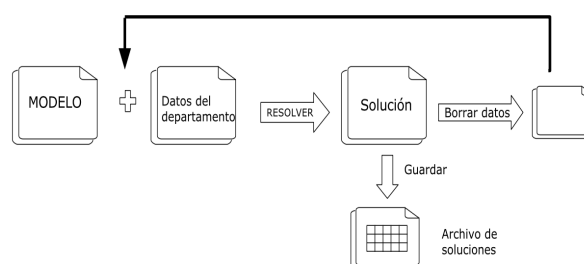 MODELO
Datos del
departamento
RESOLVER
Solución
Borrar datos
Guardar
Archivo de
soluciones